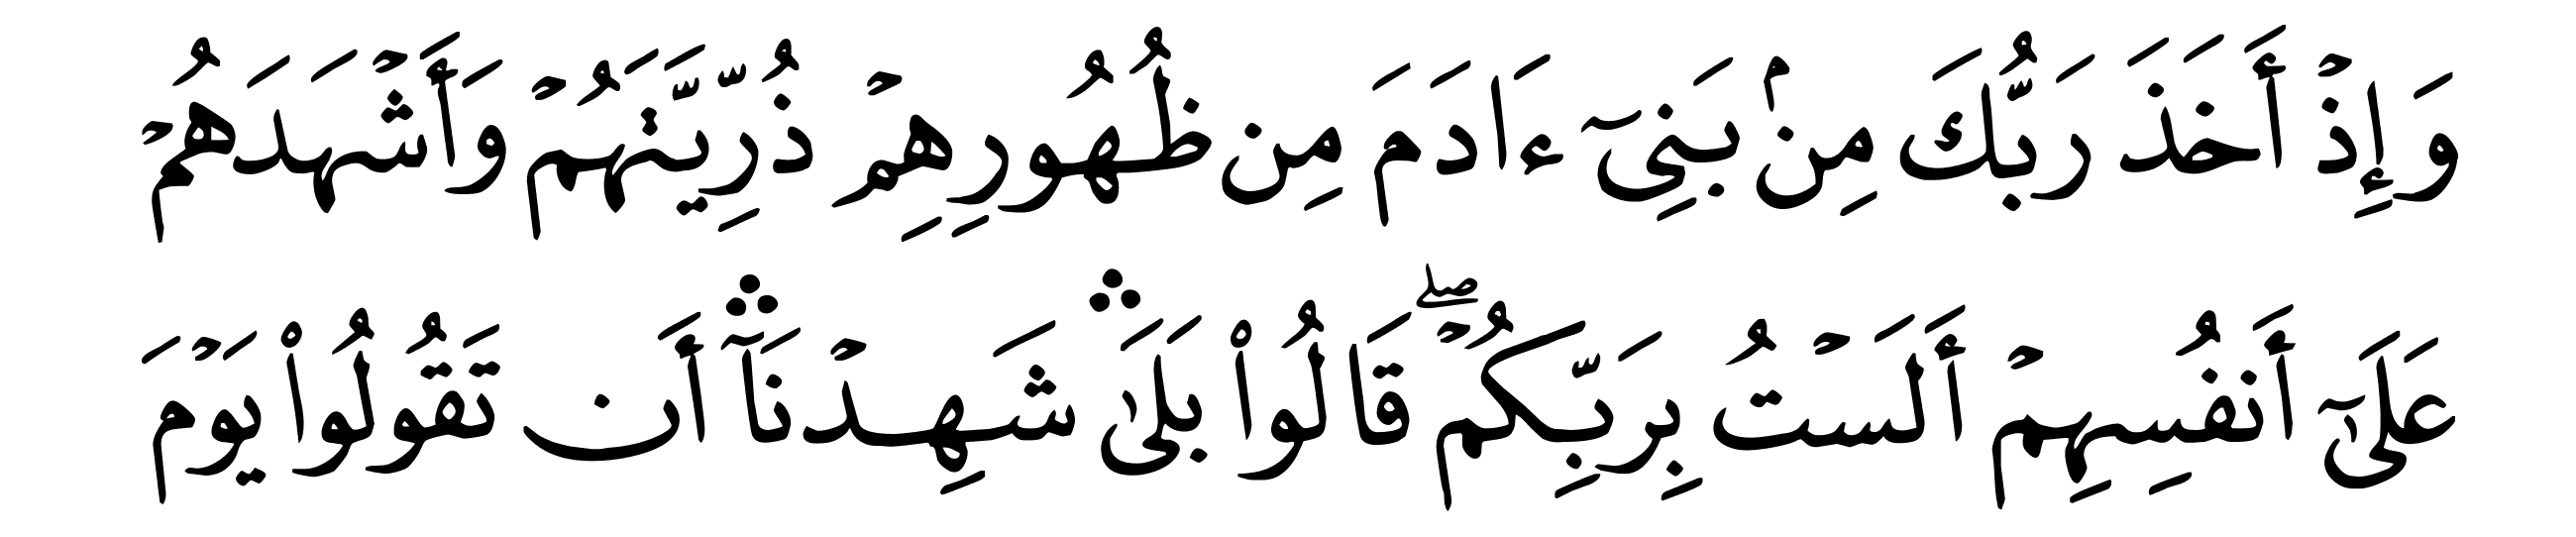 وَإِذۡ أَخَذَ رَبُّكَ مِنۢ بَنِيٓ ءَادَمَ مِن ظُهُورِهِمۡ ذُرِّيَّتَهُمۡ وَأَشۡهَدَهُمۡ
عَلَىٰٓ أَنفُسِهِمۡ أَلَسۡتُ بِرَبِّكُمۡۖ قَالُواْ بَلَىٰۛ شَهِدۡنَآۛ أَن تَقُولُواْ يَوۡمَ